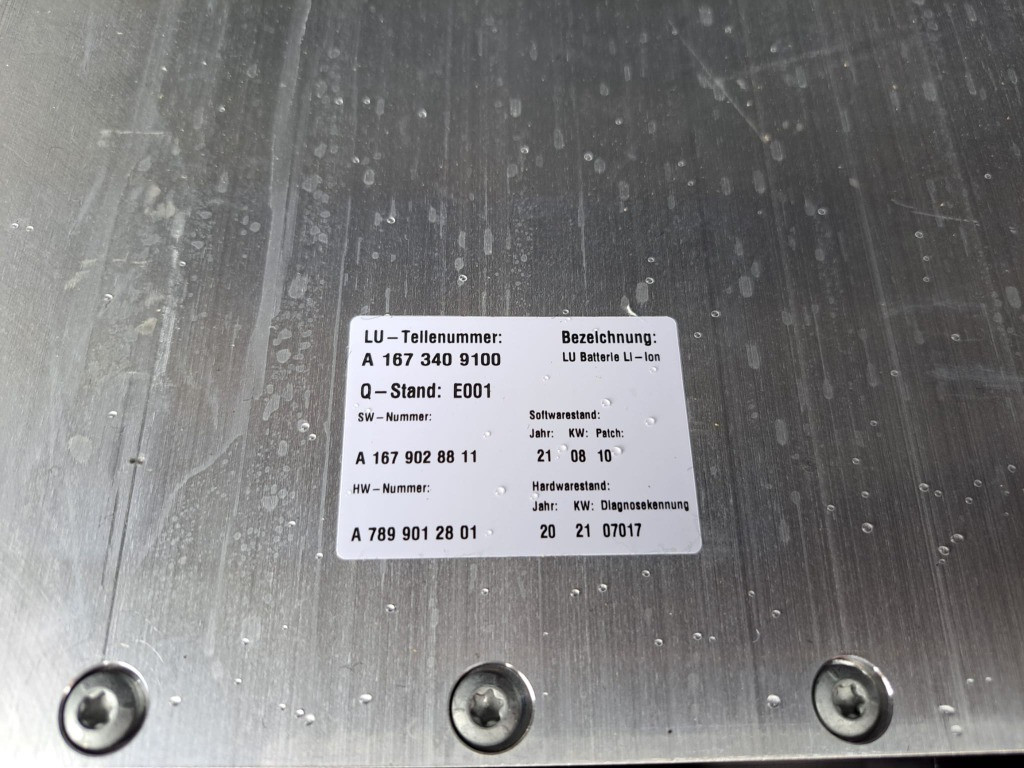 LU-Teilenummer: Bezeichnung:
A 167 340 9100 LU Batterie Li-Ion
Q-Stand: E001
SW-Nummer: Softwarestand:
Jahr: KW: Patch:
A 167 902 88 11 21 08 10
HW-Nummer: Hardwarestand:
Jahr: KW: Diagnosekennung
A 789 901 28 01 20 21 07017